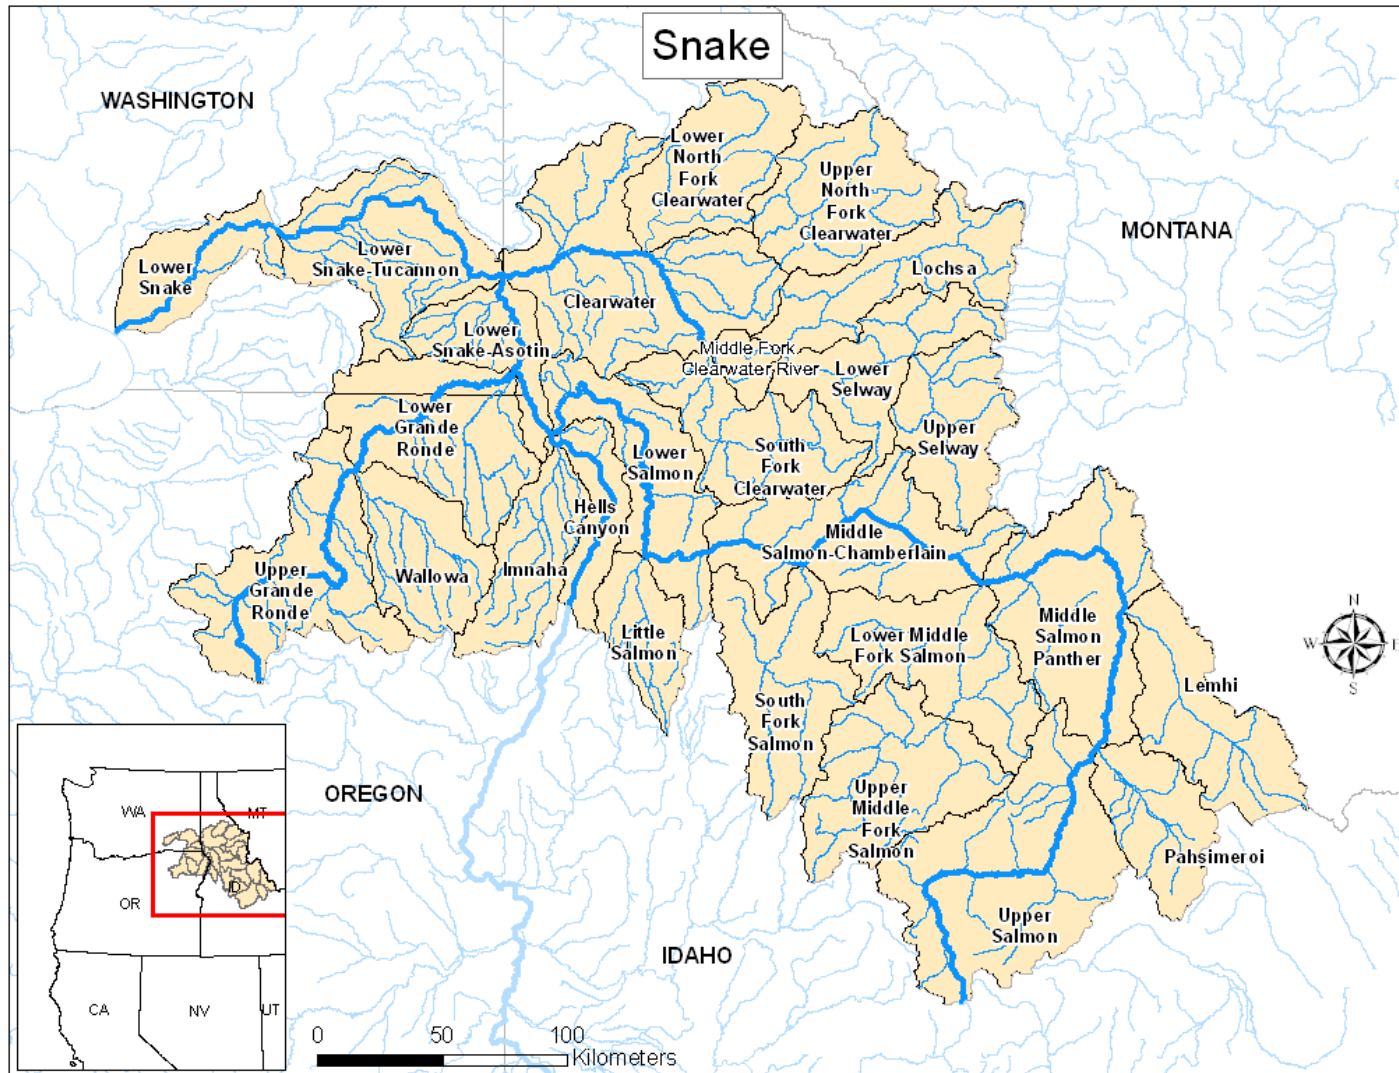 Snake
WASHINGTON
MONTANA
OREGON
IDAHO
Lower
North
Fork
Clearwater
Upper
North
Fork
Clearwater
Lower
Snake
Lower
Snake-Tucannon
Clearwater
Lochsa
Lower
Snake-Asotin
Middle Fork
Clearwater River
Lower
Selway
Upper
Selway
Lower
Grande
Ronde
Lower
Salmon
South
Fork
Clearwater
Hells
Canyon
Middle
Salmon-Chamberlain
Upper
Grande
Ronde
Wallowa
Imnaha
Little
Salmon
Lower Middle
Fork Salmon
Middle
Salmon
Panther
Lemhi
South
Fork
Salmon
Upper
Middle
Fork
Salmon
Pahsimeroi
Upper
Salmon
N
W
E
S
WA
MT
OR
ID
CA
NV
UT
0
50
100
Kilometers